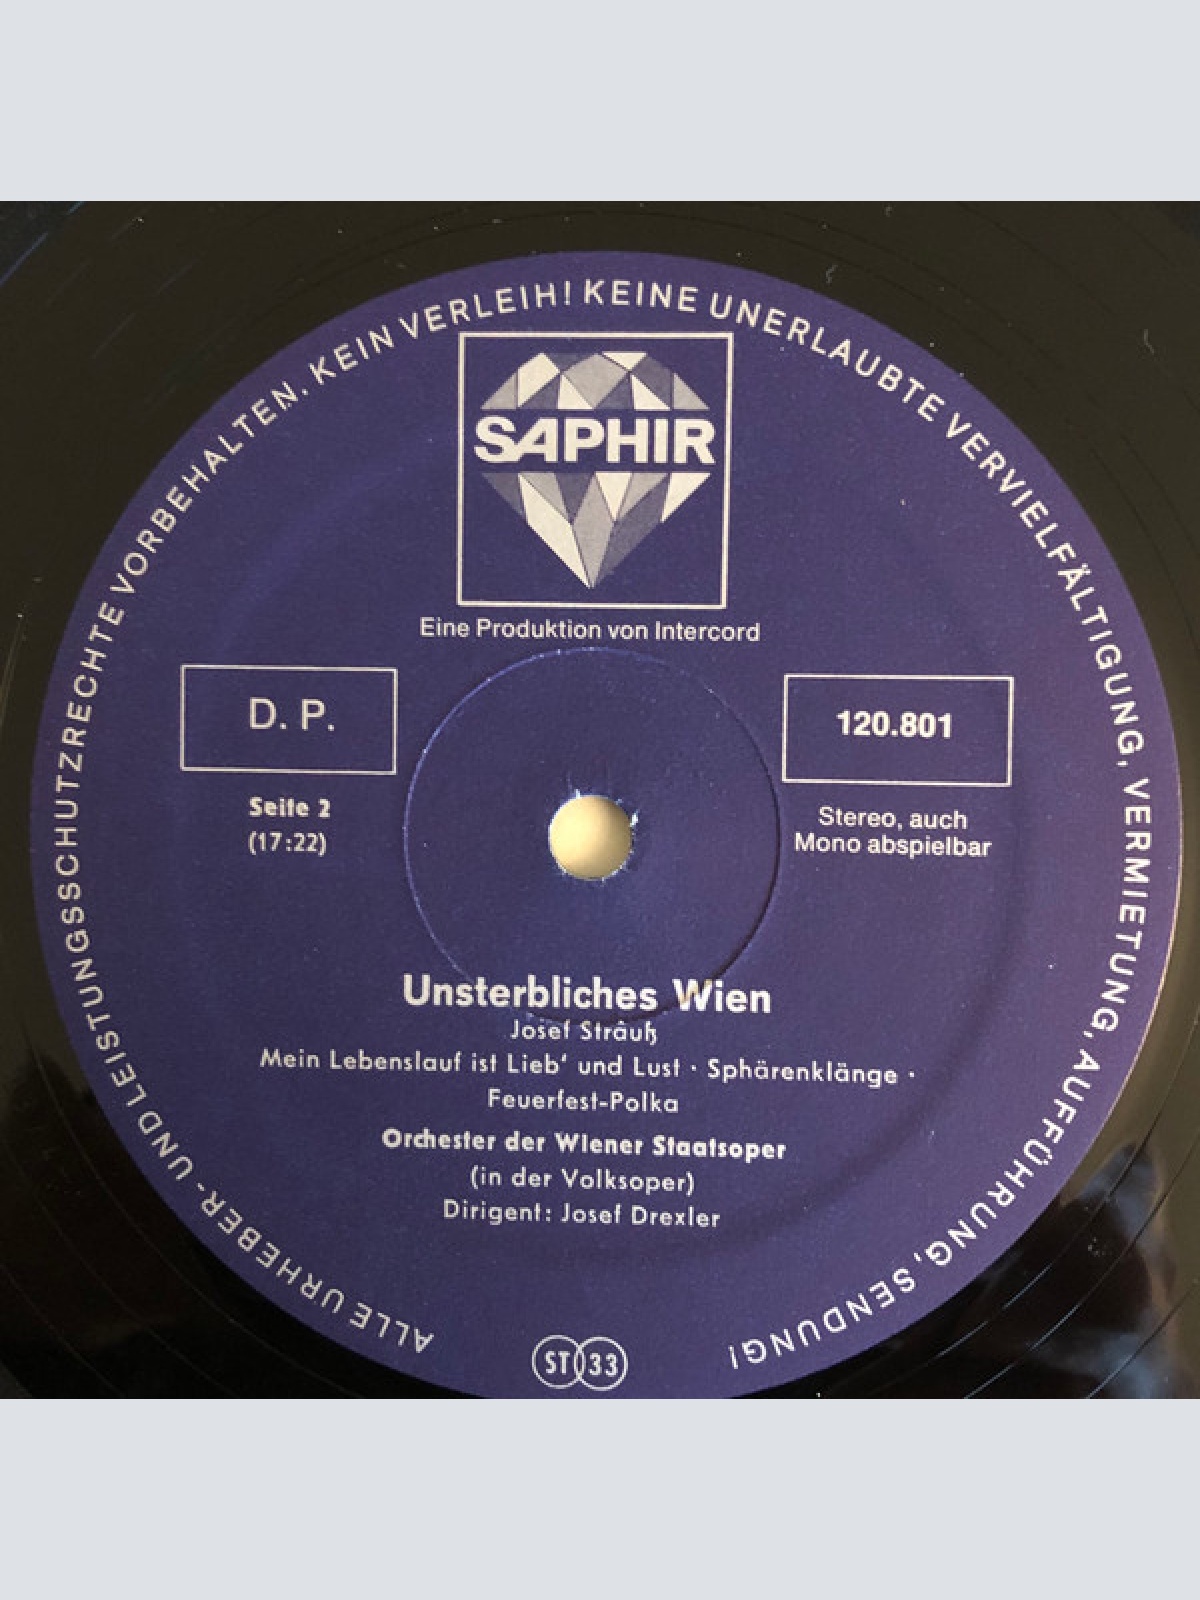 ALLE URHEBER- UND LEISTUNGSSCHUTZRECHTE VORBEHALTEN. KEIN VERLEIH! KEINE UNERLAUBTE VERVIELFÄLTIGUNG, VERMIETUNG, AUFFÜHRUNG, SENDUNG!
SAPHIR
Eine Produktion von Intercord
D. P.
Seite 2
(17:22)
120.801
Stereo, auch
Mono abspielbar
Unsterbliches Wien
Josef Strauß
Mein Lebenslauf ist Lieb' und Lust · Sphärenklänge ·
Feuerfest-Polka
Orchester der Wiener Staatsoper
(in der Volksoper)
Dirigent: Josef Drexler
ST 33